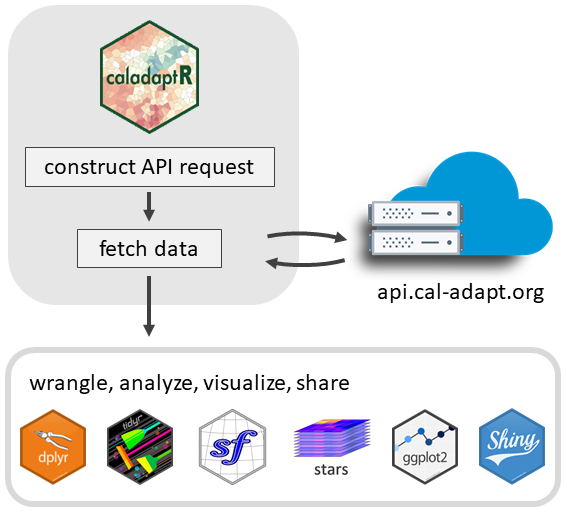 caladaptR
construct API request
fetch data
api.cal-adapt.org
wrangle, analyze, visualize, share
dplyr
tidyr
sf
stars
ggplot2
Shiny